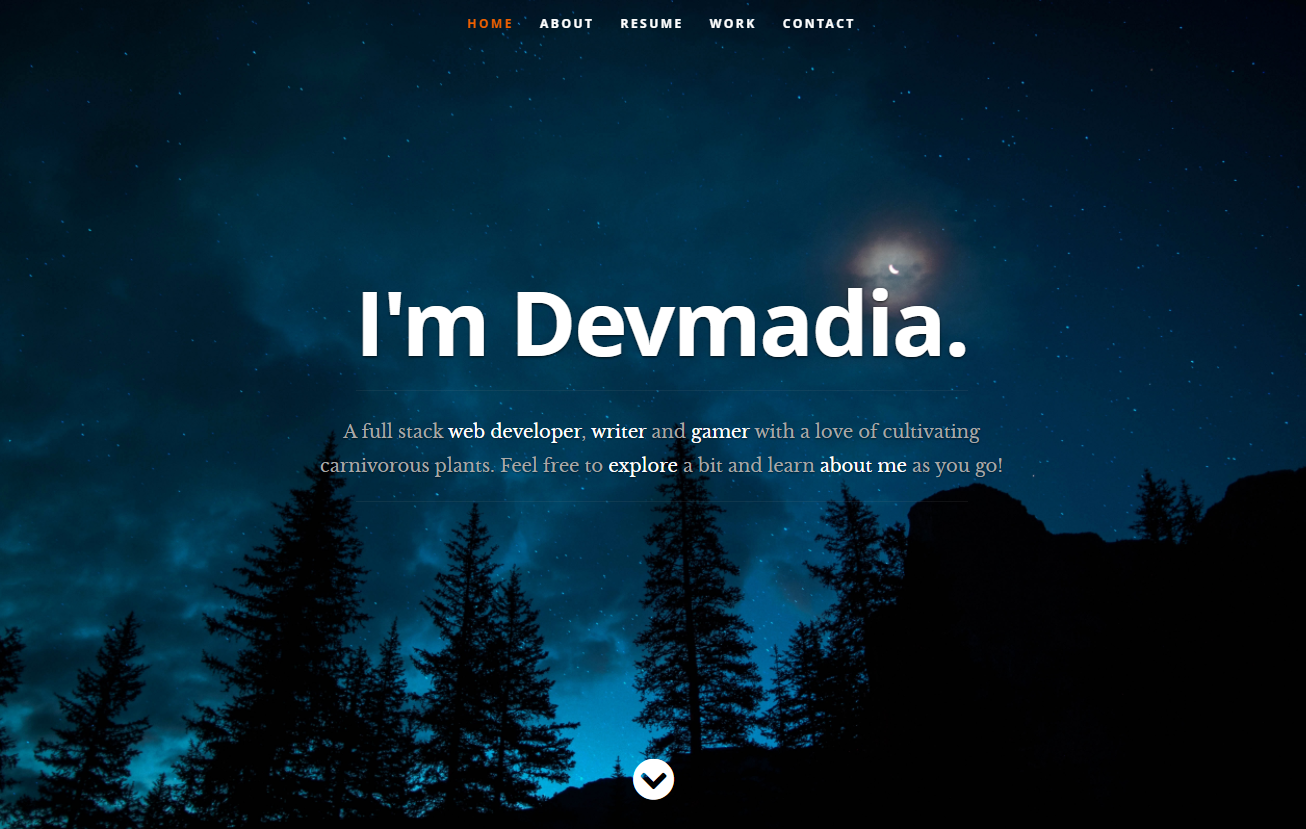 HOME ABOUT RESUME WORK CONTACT
I'm Devmadia.
A full stack web developer, writer and gamer with a love of cultivating
carnivorous plants. Feel free to explore a bit and learn about me as you go!